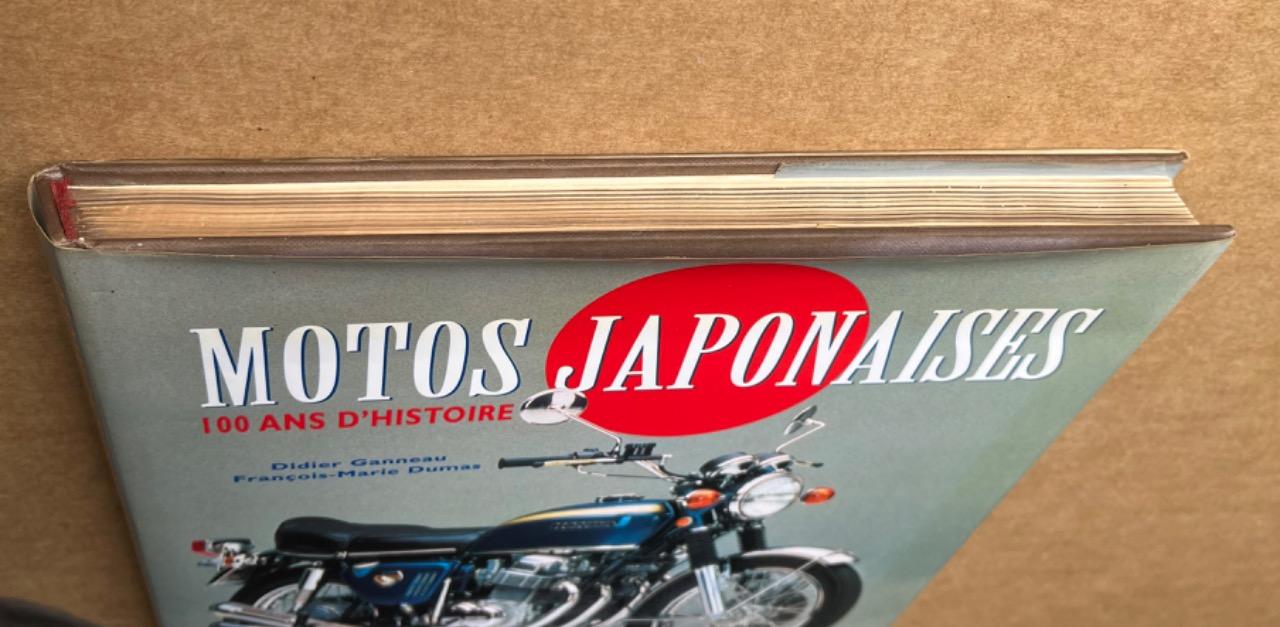 MOTOS JAPONAISES
100 ANS D'HISTOIRE
Didier Ganneau
François-Marie Dumas